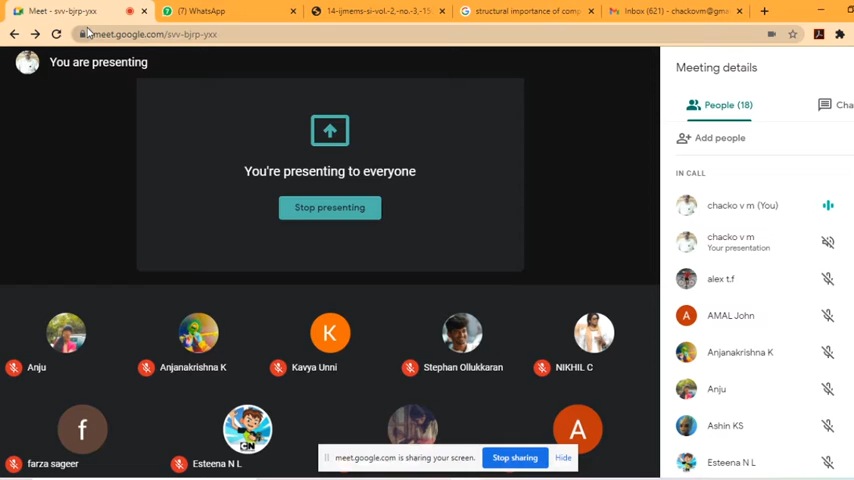 Meet - svv-bjrp-yxx
(7) WhatsApp
14-ijmems-si-vol.-2,-no.-3,-15
structural importance of comp
Inbox (621) - chackovm@gma
meet.google.com/svv-bjrp-yxx
You are presenting
You're presenting to everyone
Stop presenting
Meeting details
People (18)
Cha
Add people
IN CALL
chacko v m (You)
chacko v m
Your presentation
alex t.f
A
AMAL John
Anjanakrishna K
Anju
Ashin KS
Esteena N L
K
Anju
Anjanakrishna K
Kavya Unni
Stephan Ollukkaran
NIKHIL C
f
CN
A
farza sageer
Esteena N L
meet.google.com is sharing your screen.
Stop sharing
Hide